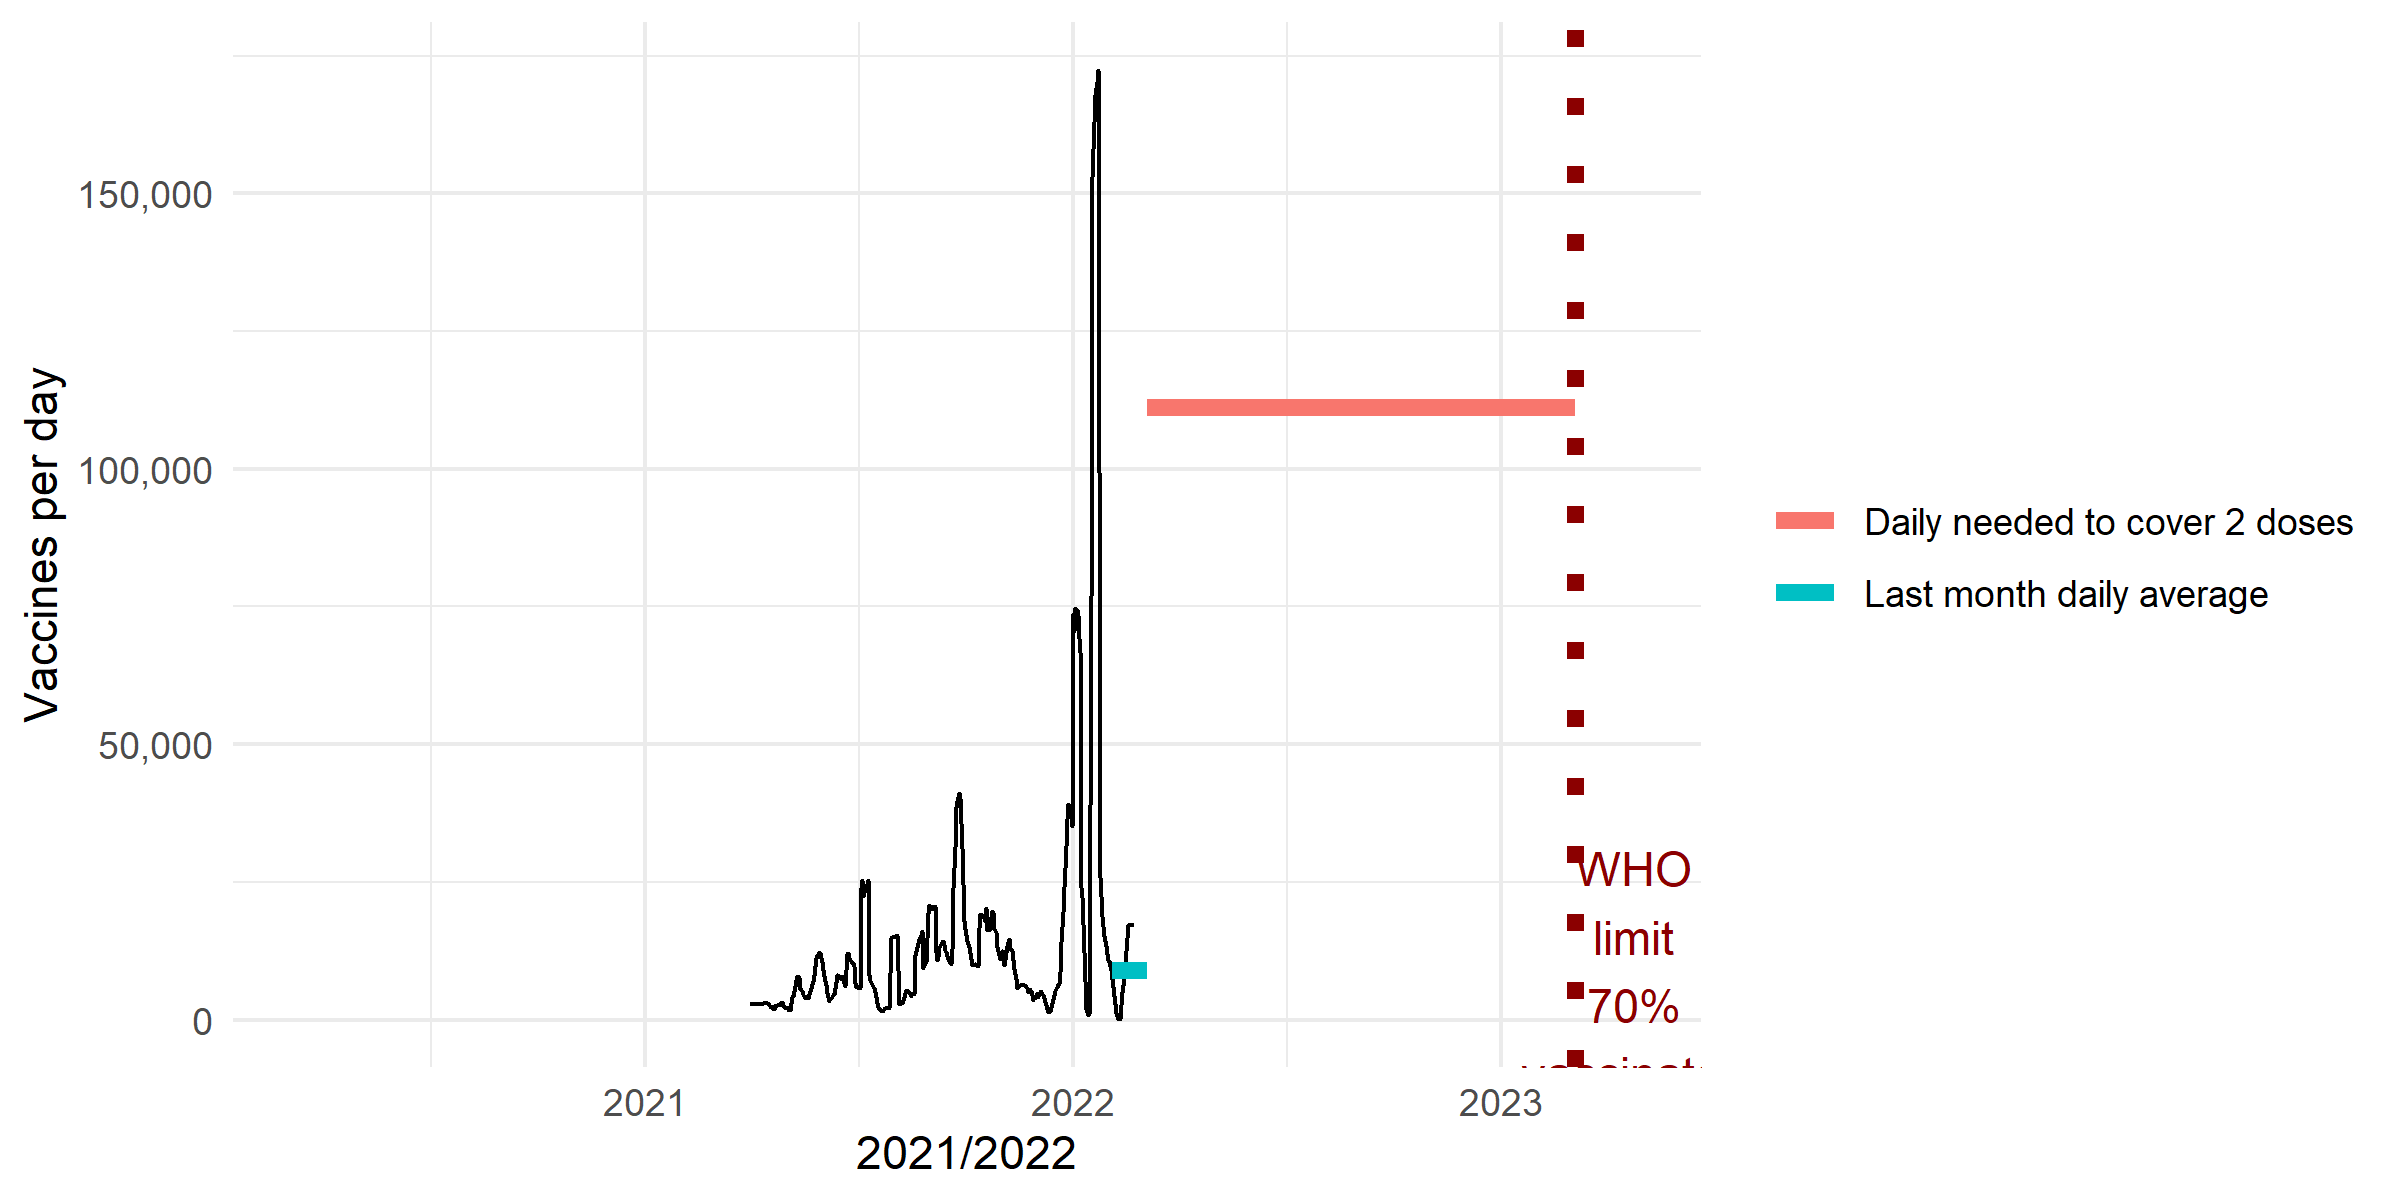 Vaccines per day
150,000
100,000
50,000
0
2021
2022
2023
2021/2022
WHO
limit
70%
Daily needed to cover 2 doses
Last month daily average